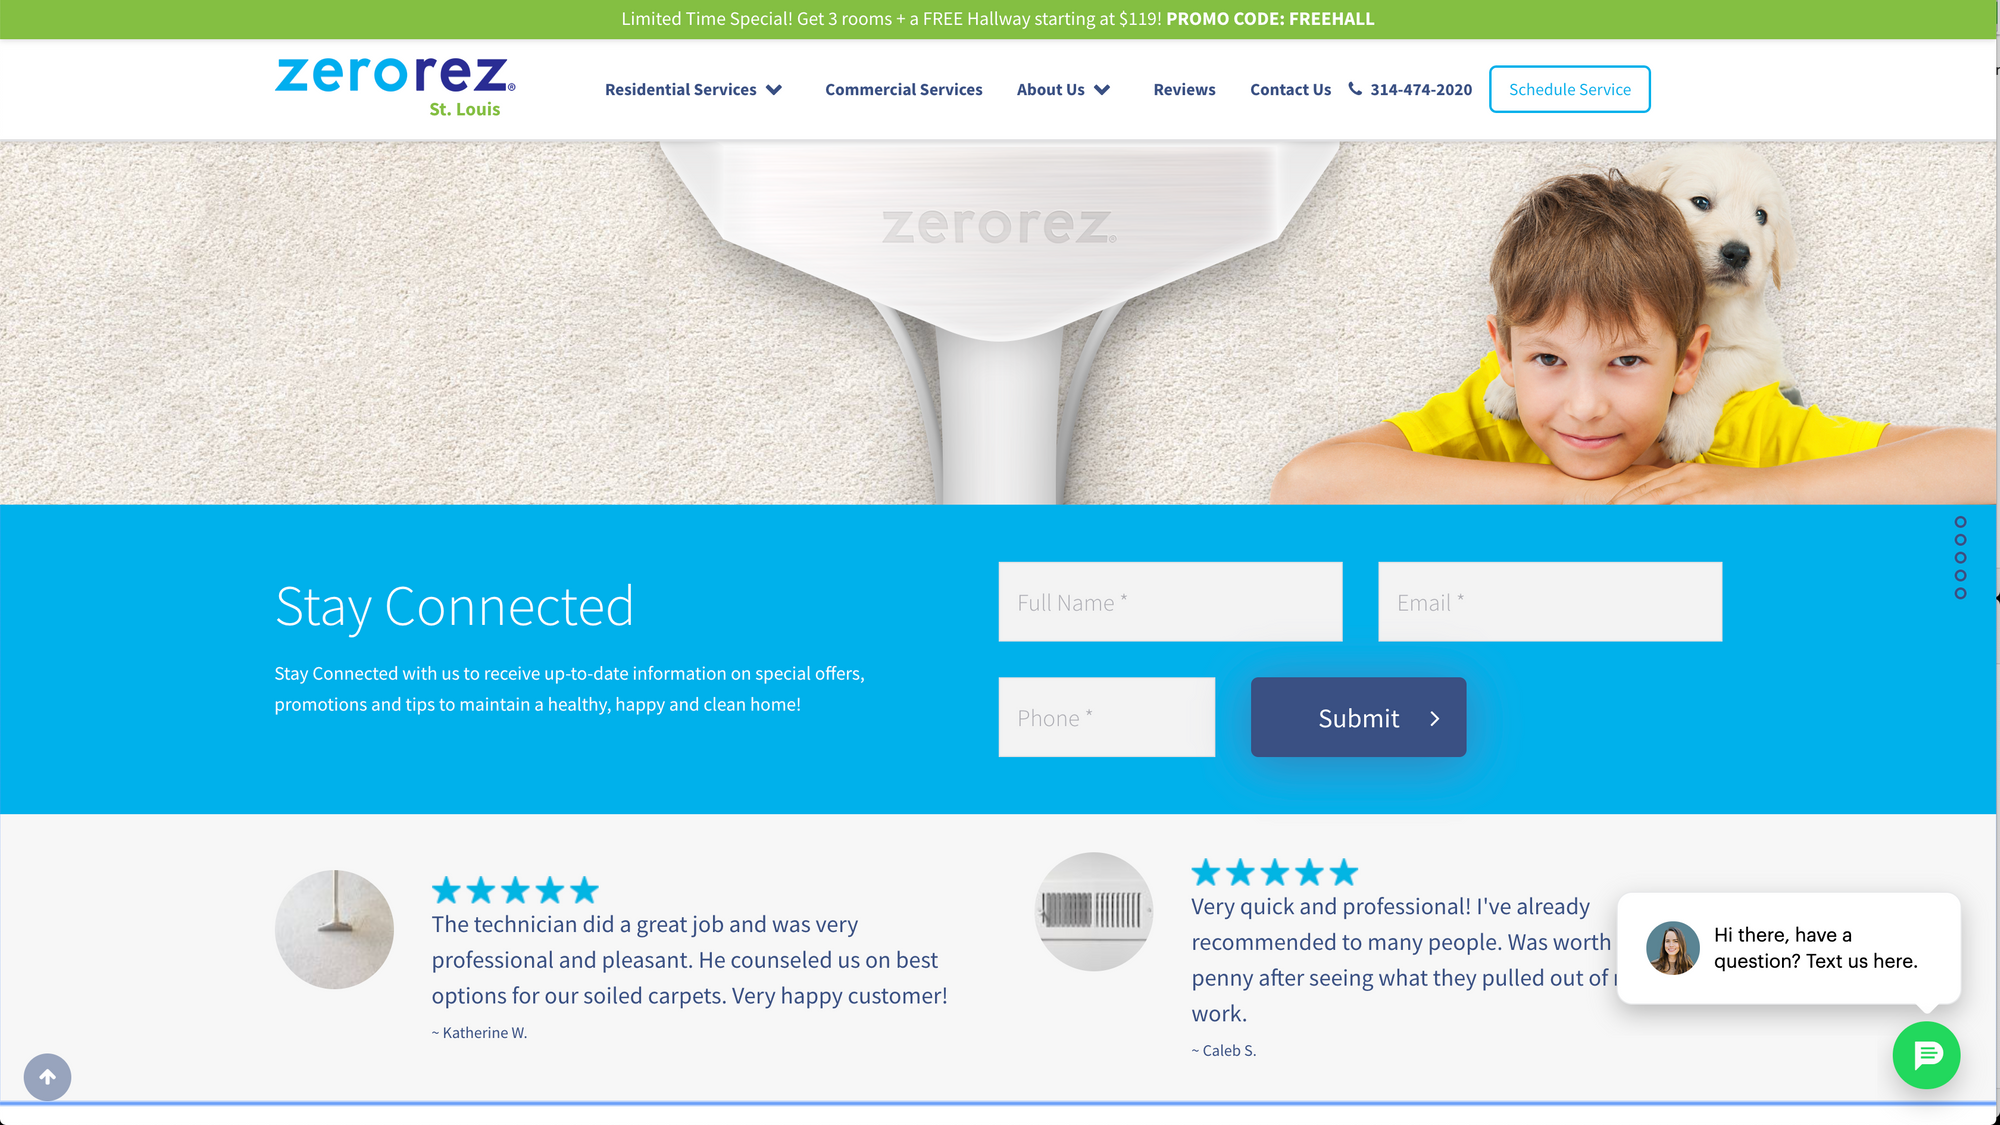 Limited Time Special! Get 3 rooms + a FREE Hallway starting at $119! PROMO CODE: FREEHALL
zerorez®
St. Louis
Residential Services
Commercial Services
About Us
Reviews
Contact Us
314-474-2020
Schedule Service
zerorez®
Stay Connected
Stay Connected with us to receive up-to-date information on special offers,
promotions and tips to maintain a healthy, happy and clean home!
Full Name *
Email *
Phone *
Submit
The technician did a great job and was very
professional and pleasant. He counseled us on best
options for our soiled carpets. Very happy customer!
~ Katherine W.
Very quick and professional! I've already
recommended to many people. Was worth
penny after seeing what they pulled out of
work.
~ Caleb S.
Hi there, have a
question? Text us here.